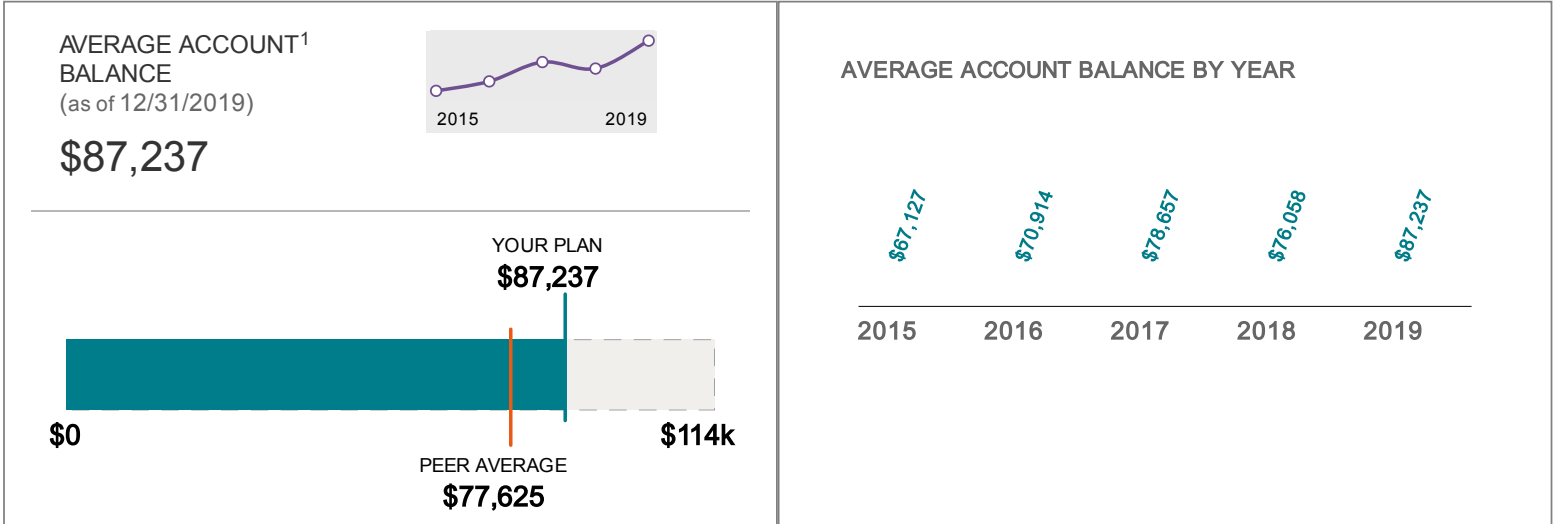 AVERAGE ACCOUNT1
BALANCE
(as of 12/31/2019)
$87,237
2015 2019
YOUR PLAN
$87,237
$0 $114k
PEER AVERAGE
$77,625
AVERAGE ACCOUNT BALANCE BY YEAR
$67,127 $70,914 $78,657 $76,058 $87,237
2015 2016 2017 2018 2019